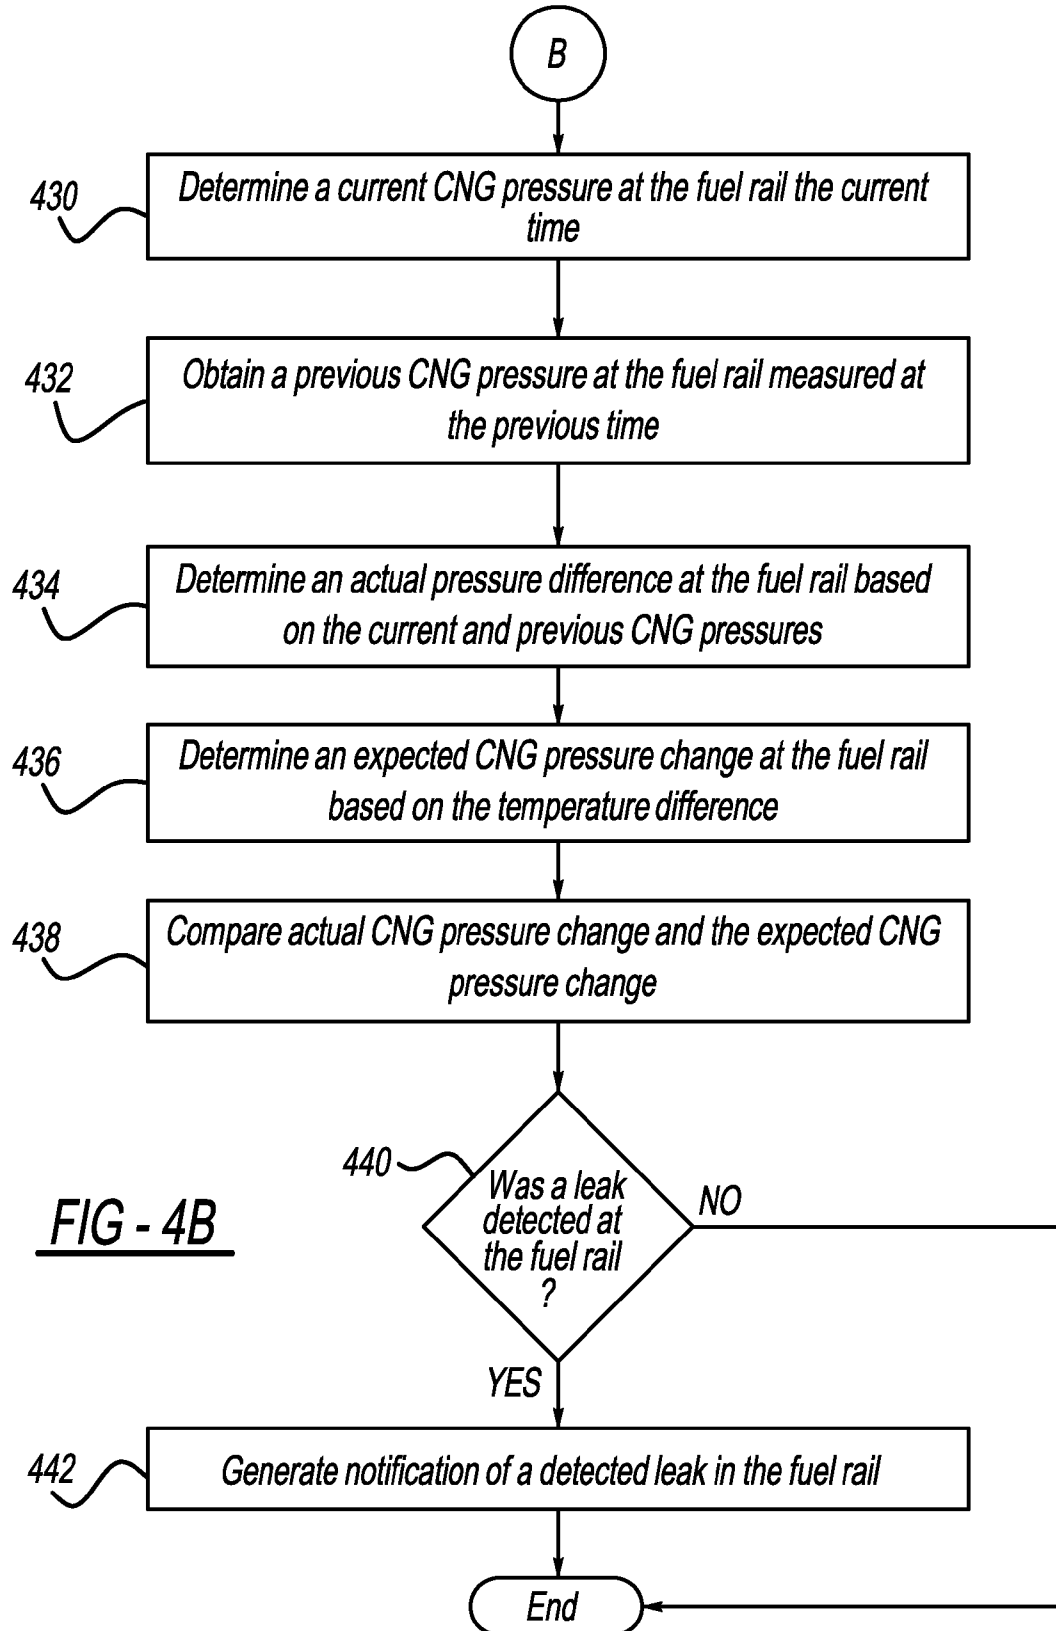 B
430
Determine a current CNG pressure at the fuel rail the current
time
432
Obtain a previous CNG pressure at the fuel rail measured at
the previous time
434
Determine an actual pressure difference at the fuel rail based
on the current and previous CNG pressures
436
Determine an expected CNG pressure change at the fuel rail
based on the temperature difference
438
Compare actual CNG pressure change and the expected CNG
pressure change
440
Was a leak
detected at
the fuel rail
?
NO
FIG - 4B
YES
442
Generate notification of a detected leak in the fuel rail
End